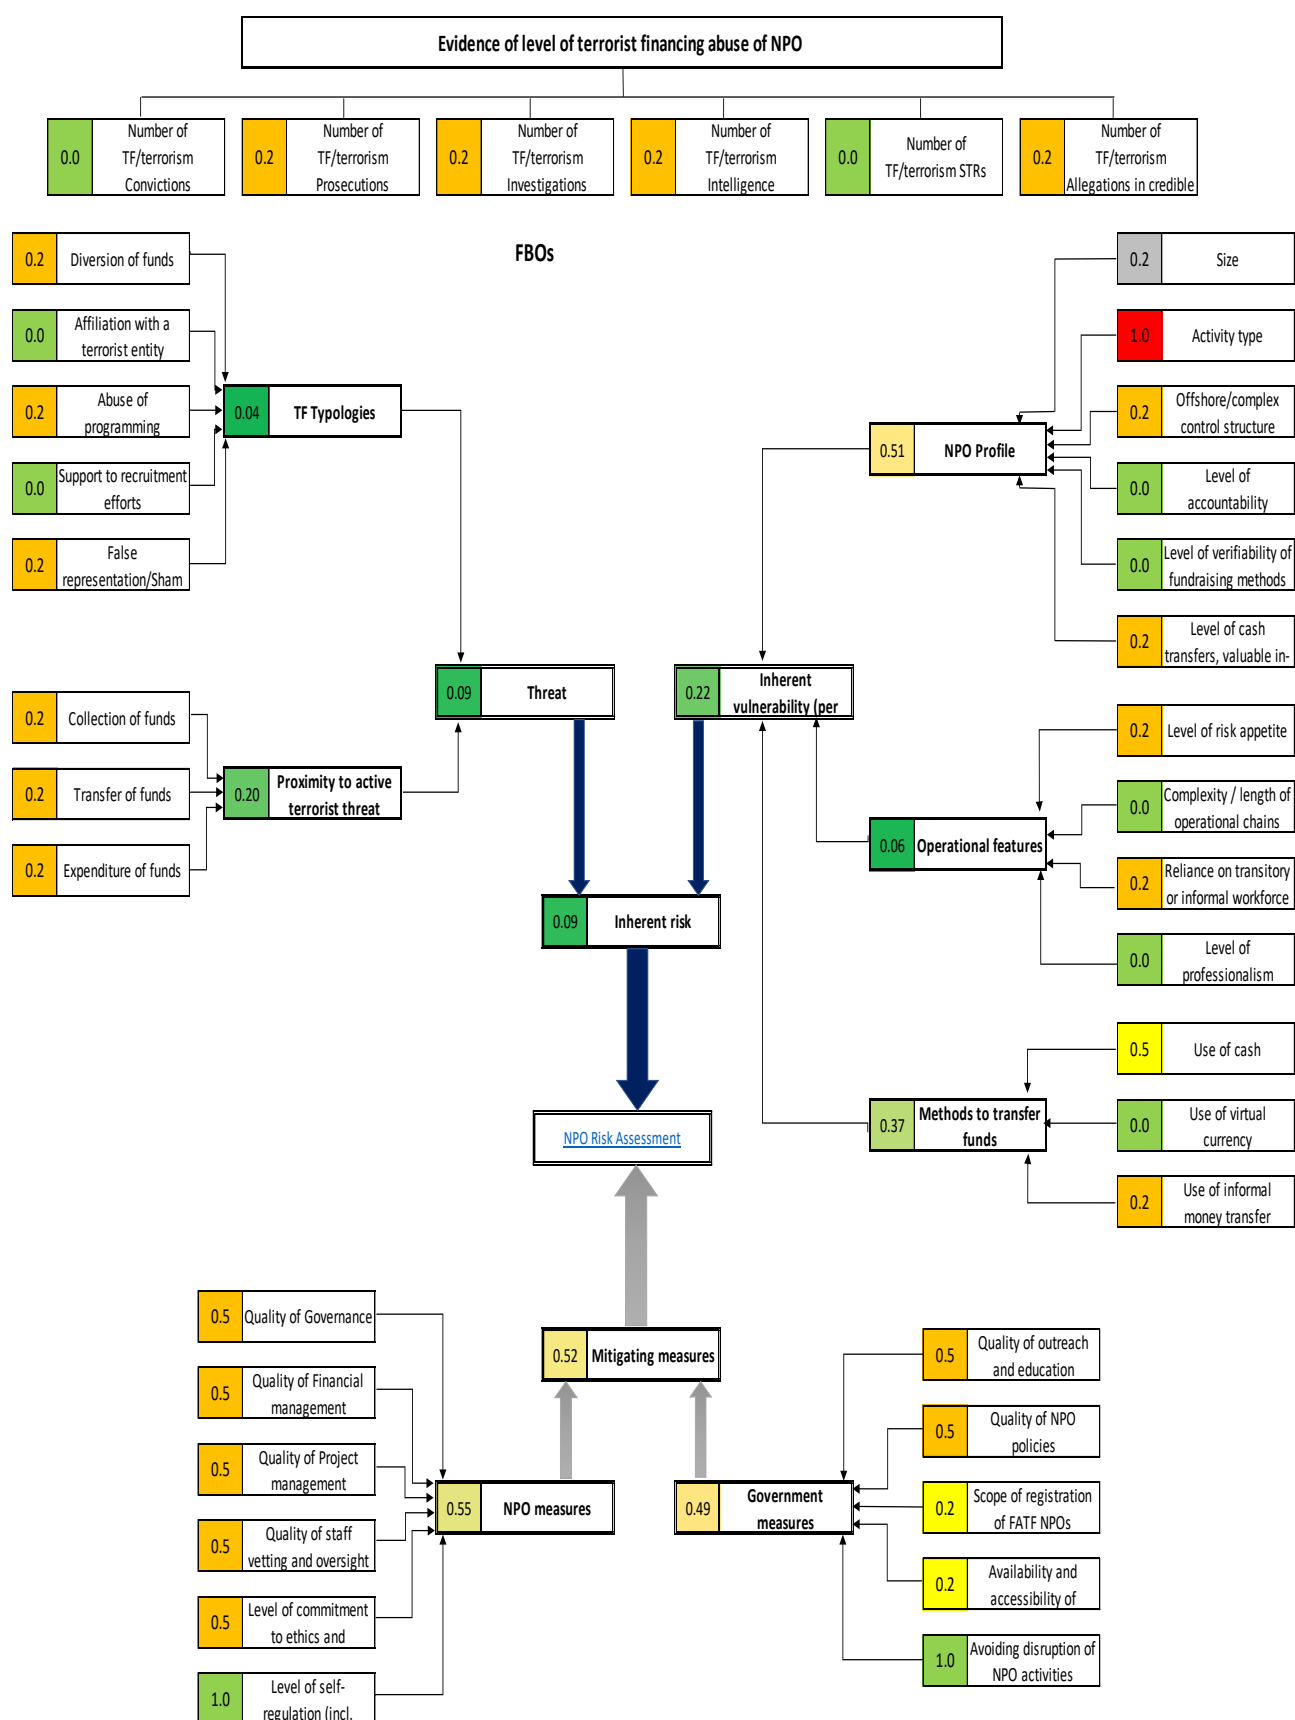 Evidence of level of terrorist financing abuse of NPO
0.0
Number of
TF/terrorism
Convictions
0.2
Number of
TF/terrorism
Prosecutions
0.2
Number of
TF/terrorism
Investigations
0.2
Number of
TF/terrorism
Intelligence
0.0
Number of
TF/terrorism STRs
0.2
Number of
TF/terrorism
Allegations in credible
FBOs
0.2
Diversion of funds
0.0
Affiliation with a
terrorist entity
0.2
Abuse of
programming
0.0
Support to recruitment
efforts
0.2
False
representation/Sham
0.04
TF Typologies
0.2
Collection of funds
0.2
Transfer of funds
0.2
Expenditure of funds
0.20
Proximity to active
terrorist threat
0.09
Threat
0.22
Inherent
vulnerability (per
0.51
NPO Profile
0.2
Size
1.0
Activity type
0.2
Offshore/complex
control structure
0.0
Level of
accountability
0.0
Level of verifiability of
fundraising methods
0.2
Level of cash
transfers, valuable in-
0.06
Operational features
0.2
Level of risk appetite
0.0
Complexity / length of
operational chains
0.2
Reliance on transitory
or informal workforce
0.0
Level of
professionalism
0.09
Inherent risk
0.37
Methods to transfer
funds
0.5
Use of cash
0.0
Use of virtual
currency
0.2
Use of informal
money transfer
NPO Risk Assessment
0.52
Mitigating measures
0.5
Quality of Governance
0.5
Quality of Financial
management
0.5
Quality of Project
management
0.5
Quality of staff
vetting and oversight
0.5
Level of commitment
to ethics and
1.0
Level of self-
regulation (incl.
0.55
NPO measures
0.49
Government
measures
0.5
Quality of outreach
and education
0.5
Quality of NPO
policies
0.2
Scope of registration
of FATF NPOs
0.2
Availability and
accessibility of
1.0
Avoiding disruption of
NPO activities